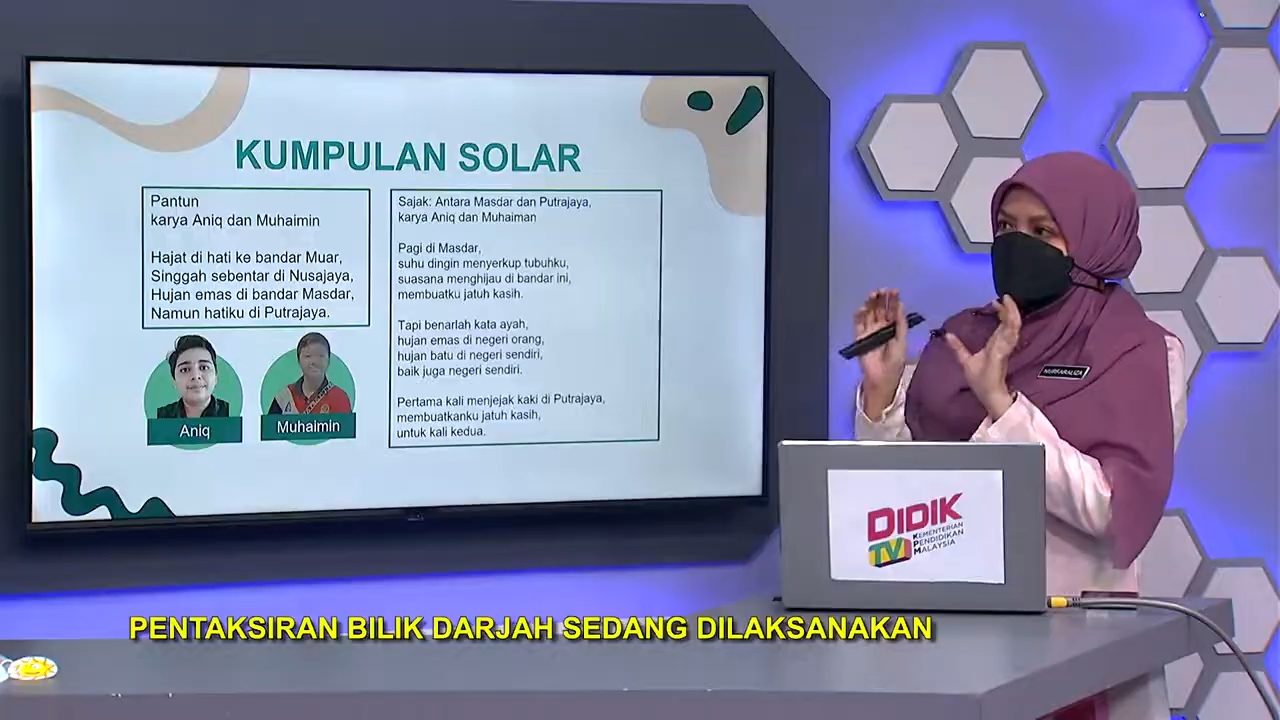 KUMPULAN SOLAR
Pantun
karya Aniq dan Muhaimin
Hajat di hati ke bandar Muar,
Singgah sebentar di Nusajaya,
Hujan emas di bandar Masdar,
Namun hatiku di Putrajaya.
Aniq
Muhaimin
Sajak: Antara Masdar dan Putrajaya,
karya Aniq dan Muhaiman
Pagi di Masdar,
suhu dingin menyerkup tubuhku,
suasana menghijau di bandar ini,
membuatku jatuh kasih.
Tapi benarlah kata ayah,
hujan emas di negeri orang,
hujan batu di negeri sendiri,
baik juga negeri sendiri.
Pertama kali menjejak kaki di Putrajaya,
membuatkanku jatuh kasih,
untuk kali kedua.
NURFARALIZA
DIDIK
TV
KEMENTERIAN
PENDIDIKAN
MALAYSIA
PENTAKSIRAN BILIK DARJAH SEDANG DILAKSANAKAN